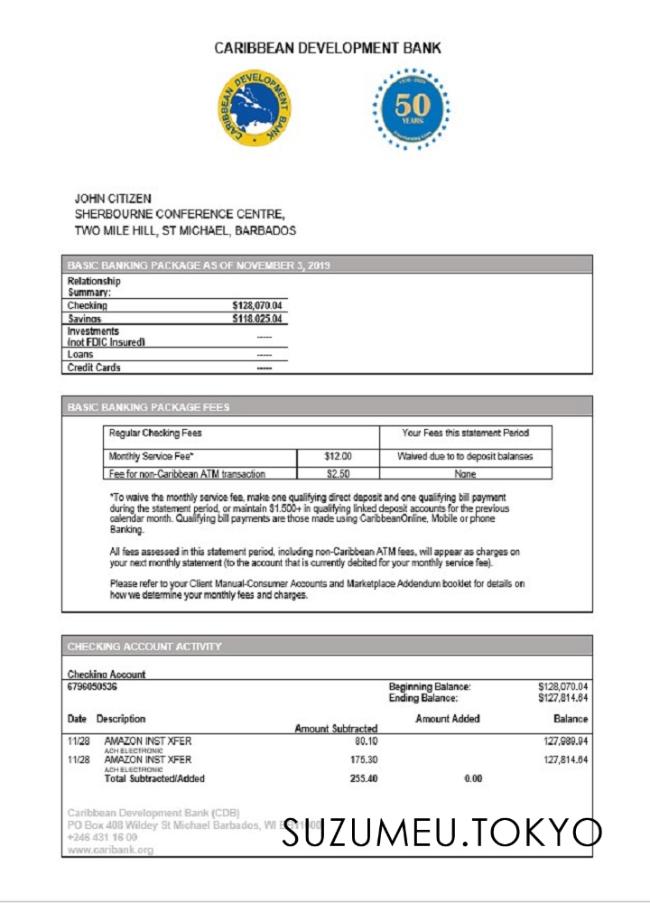 CARIBBEAN DEVELOPMENT BANK
CARIBBEAN DEVELOPMENT BANK
50
YEARS
JOHN CITIZEN
SHERBOURNE CONFERENCE CENTRE,
TWO MILE HILL, ST MICHAEL, BARBADOS
BASIC BANKING PACKAGE AS OF NOVEMBER 3, 2019
Relationship
Summary:
Checking $128,070.04
Savings $118,025.04
Investments
(not FDIC Insured) -----
Loans -----
Credit Cards -----
BASIC BANKING PACKAGE FEES
Regular Checking Fees Your Fees this statement Period
Monthly Service Fee* $12.00 Waived due to to deposit balanses
Fee for non-Caribbean ATM transaction $2.50 None
*To waive the monthly service fee, make one qualifying direct deposit and one qualifying bill payment
during the statement period, or maintain $1.500+ in qualifying linked deposit accounts for the previous
calendar month. Qualifying bill payments are those made using CaribbeanOnline, Mobile or phone
Banking.
All fees assessed in this statement period, including non-Caribbean ATM fees, will appear as charges on
your next monthly statement (to the account that is currently debited for your monthly service fee).
Please refer to your Client Manual-Consumer Accounts and Marketplace Addendum booklet for details on
how we determine your monthly fees and charges.
CHECKING ACCOUNT ACTIVITY
Checking Account
6796050536 Beginning Balance: $128,070.04
Ending Balance: $127,814.64
Date Description Amount Subtracted Amount Added Balance
11/28 AMAZON INST XFER 80.10 127,989.94
ACH ELECTRONIC
11/28 AMAZON INST XFER 175.30 127,814.64
ACH ELECTRONIC
Total Subtracted/Added 255.40 0.00
Caribbean Development Bank (CDB)
PO Box 408 Wildey St Michael Barbados, WI
+246 431 16 00
www.caribank.org
SUZUMEU.TOKYO